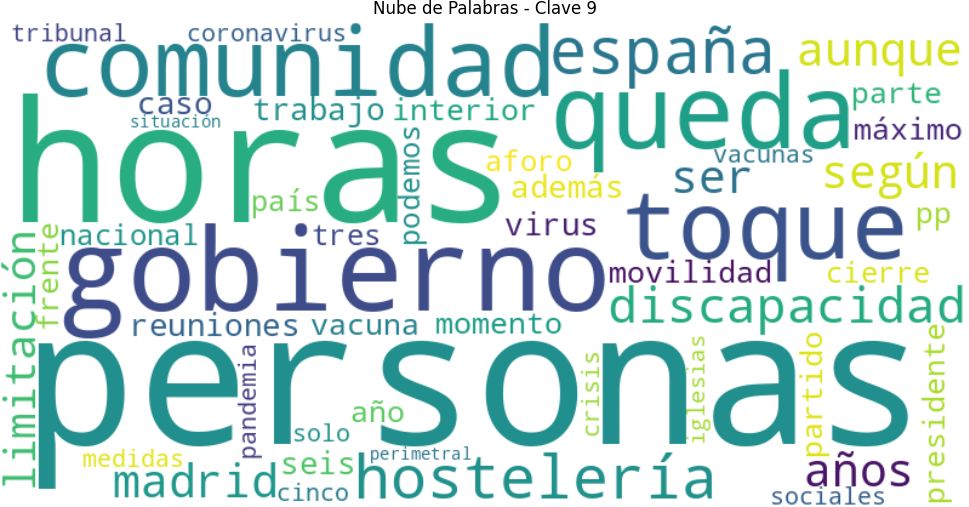 Nube de Palabras - Clave 9
tribunal
coronavirus
comunidad
españa
aunque
caso
trabajo
interior
queda
parte
situación
máximo
horas
podemos
aforo
vacunas
ser
según
además
país
toque
pp
virus
nacional
tres
gobierno
movilidad
cierre
limitación
frente
discapacidad
reuniones
vacuna
momento
personas
pandemia
crisis
iglesias
partido
presidente
año
solo
perimetral
medidas
seis
madrid
cinco
hostelería
años
sociales